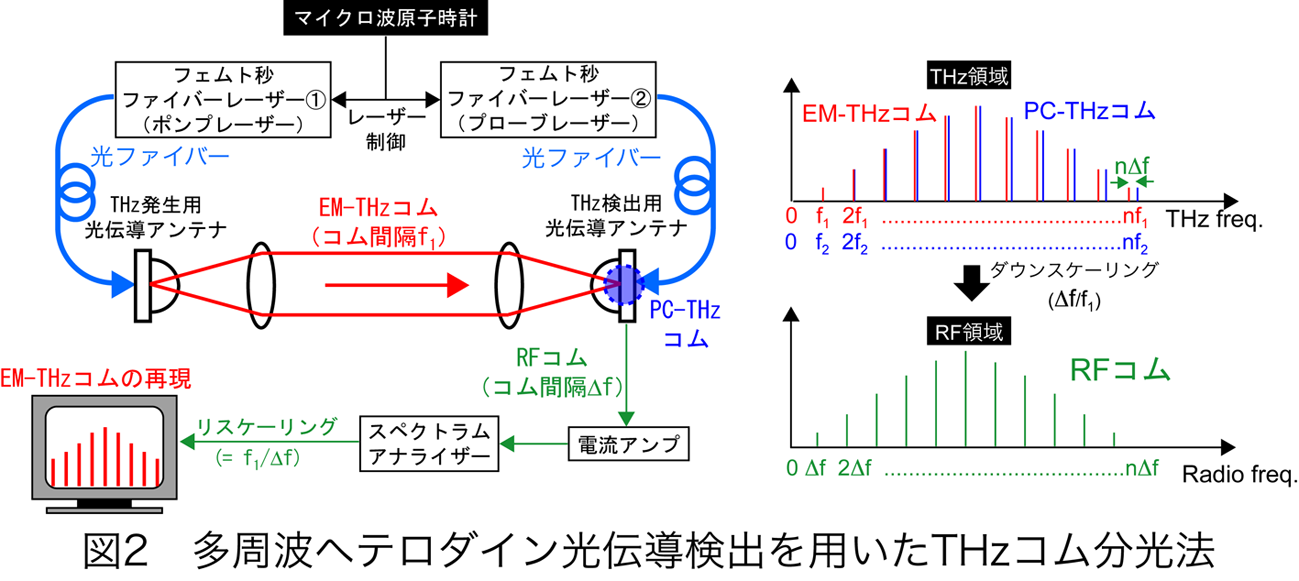 マイクロ波原子時計
フェムト秒
ファイバーレーザー①
(ポンプレーザー)
レーザー
制御
フェムト秒
ファイバーレーザー②
(プローブレーザー)
光ファイバー
光ファイバー
THz発生用
光伝導アンテナ
EM-THzコム
(コム間隔f₁)
THz検出用
光伝導アンテナ
PC-THz
コム
RFコム
(コム間隔Δf)
電流アンプ
スペクトラム
アナライザー
リスケーリング
(= f₁/Δf)
EM-THzコムの再現
THz領域
EM-THzコム
PC-THzコム
nΔf
0 f₁ 2f₁ ..............................nf₁
THz freq.
0 f₂ 2f₂ ..............................nf₂
ダウンスケーリング
(Δf/f₁)
RF領域
RFコム
0 Δf 2Δf ..............................nΔf
Radio freq.
図2 多周波ヘテロダイン光伝導検出を用いたTHzコム分光法